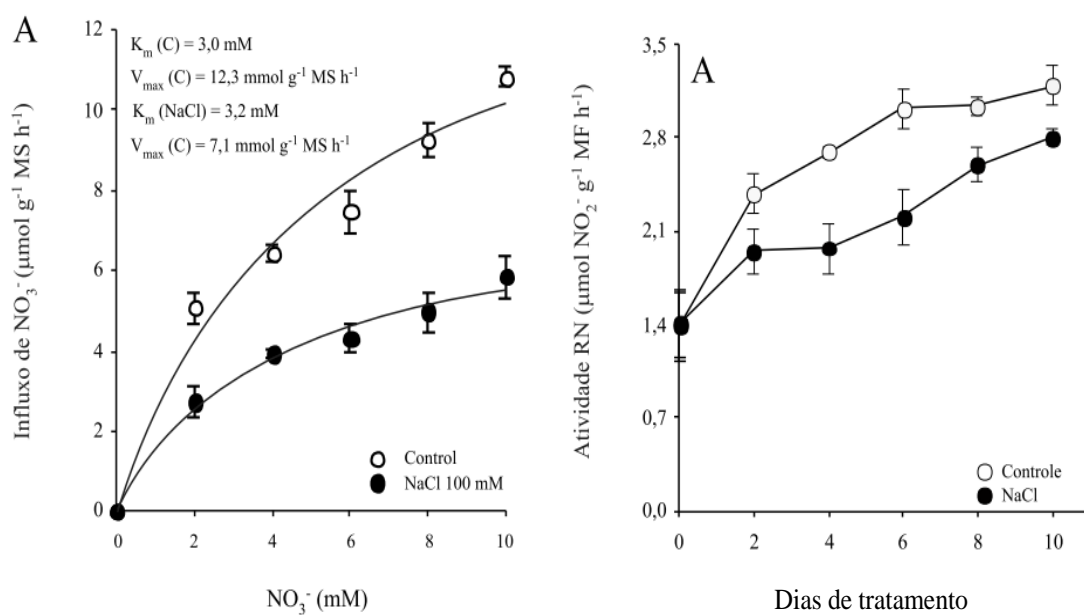 A
K_m (C) = 3,0 mM
V_max (C) = 12,3 mmol g⁻¹ MS h⁻¹
K_m (NaCl) = 3,2 mM
V_max (C) = 7,1 mmol g⁻¹ MS h⁻¹
Influxo de NO₃⁻ (µmol g⁻¹ MS h⁻¹)
12
10
8
6
4
2
0
Control
NaCl 100 mM
0 2 4 6 8 10
NO₃⁻ (mM)
A
Atividade RN (µmol NO₂⁻ g⁻¹ MF h⁻¹)
3,5
2,8
2,1
1,4
0,7
0,0
Controle
NaCl
0 2 4 6 8 10
Dias de tratamento